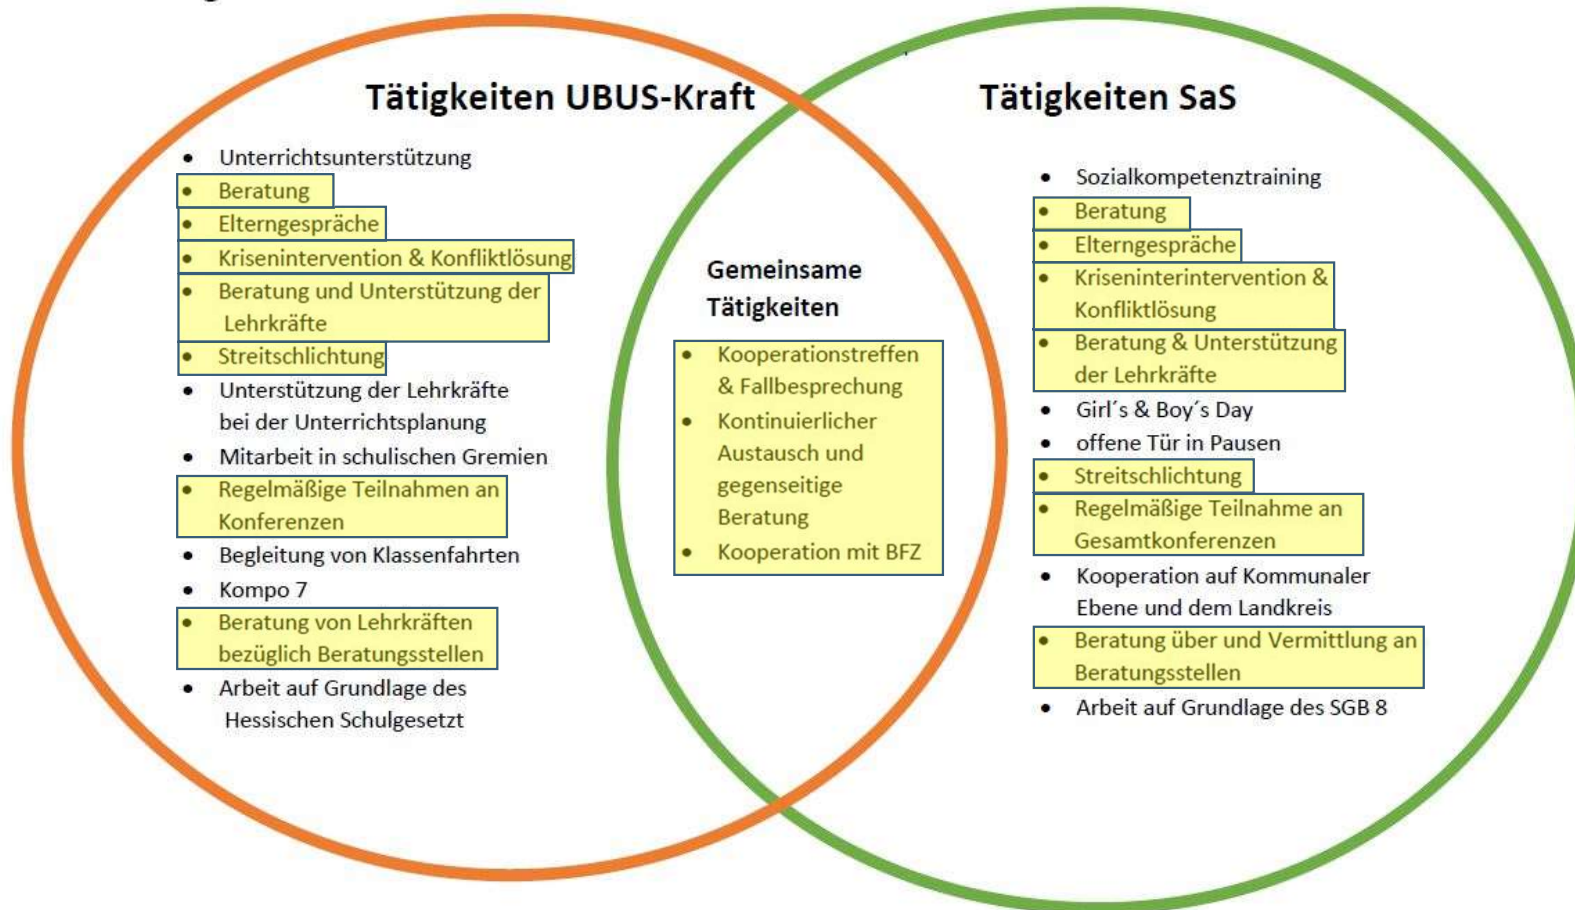 Tätigkeiten UBUS-Kraft
• Unterrichtsunterstützung
• Beratung
• Elterngespräche
• Krisenintervention & Konfliktlösung
• Beratung und Unterstützung der
Lehrkräfte
• Streitschlichtung
• Unterstützung der Lehrkräfte
bei der Unterrichtsplanung
• Mitarbeit in schulischen Gremien
• Regelmäßige Teilnahmen an
Konferenzen
• Begleitung von Klassenfahrten
• Kompo 7
• Beratung von Lehrkräften
bezüglich Beratungsstellen
• Arbeit auf Grundlage des
Hessischen Schulgesetzt
Gemeinsame
Tätigkeiten
• Kooperationstreffen
& Fallbesprechung
• Kontinuierlicher
Austausch und
gegenseitige
Beratung
• Kooperation mit BFZ
Tätigkeiten SaS
• Sozialkompetenztraining
• Beratung
• Elterngespräche
• Kriseninterintervention &
Konfliktlösung
• Beratung & Unterstützung
der Lehrkräfte
• Girl´s & Boy´s Day
• offene Tür in Pausen
• Streitschlichtung
• Regelmäßige Teilnahme an
Gesamtkonferenzen
• Kooperation auf Kommunaler
Ebene und dem Landkreis
• Beratung über und Vermittlung an
Beratungsstellen
• Arbeit auf Grundlage des SGB 8